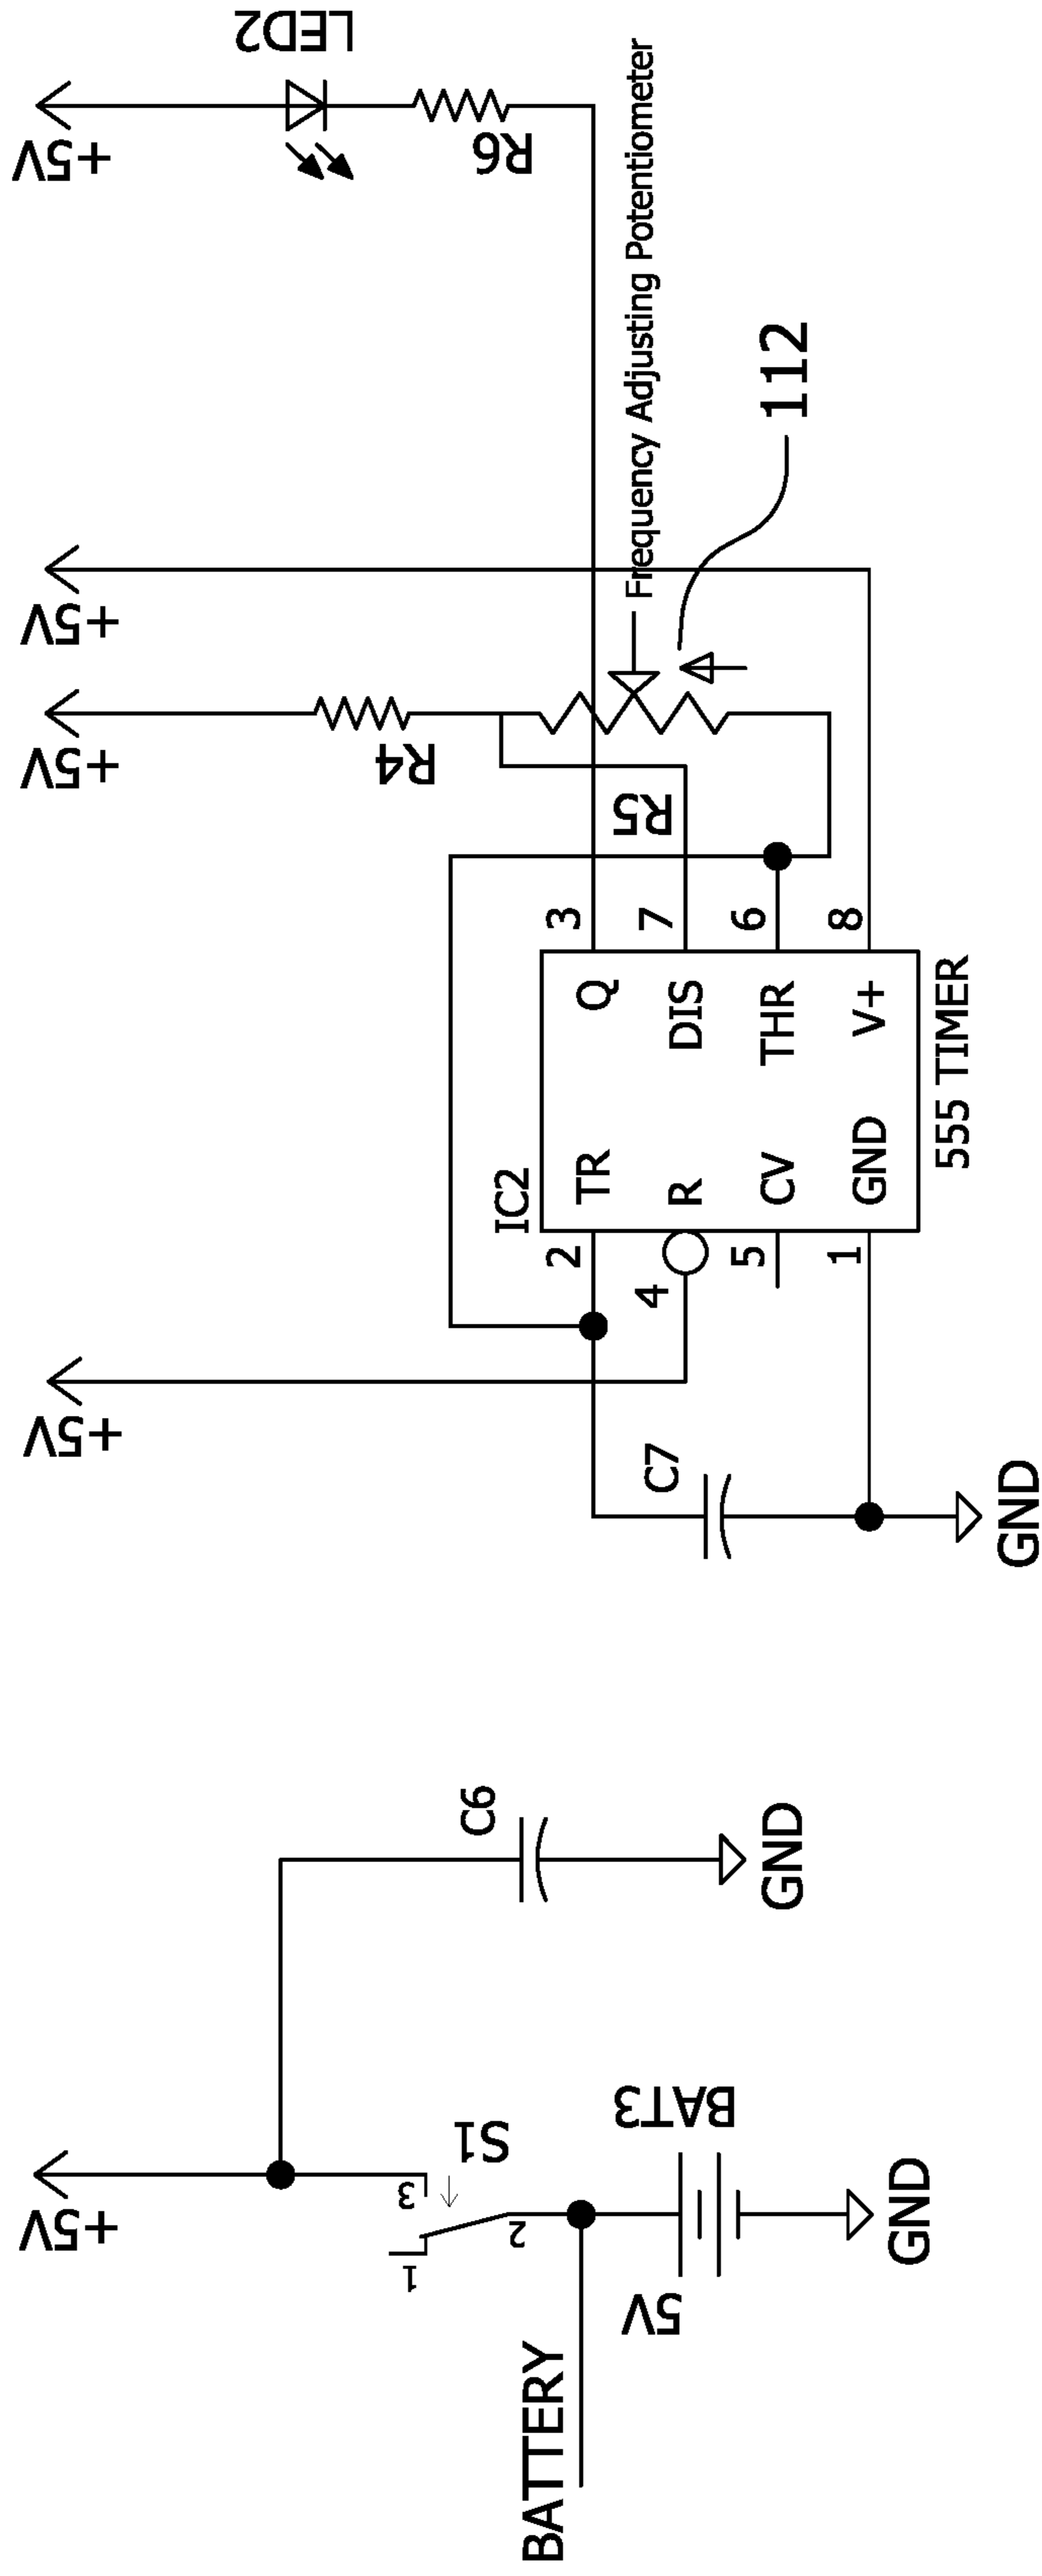 +5V
LED2
R6
+5V
+5V
R4
Frequency Adjusting Potentiometer
112
R5
3
7
6
8
Q
DIS
THR
V+
TR
R
CV
GND
555 TIMER
IC2
2
4
5
1
+5V
C7
GND
C6
GND
+5V
3
S1
2
1
BAT3
5V
GND
BATTERY